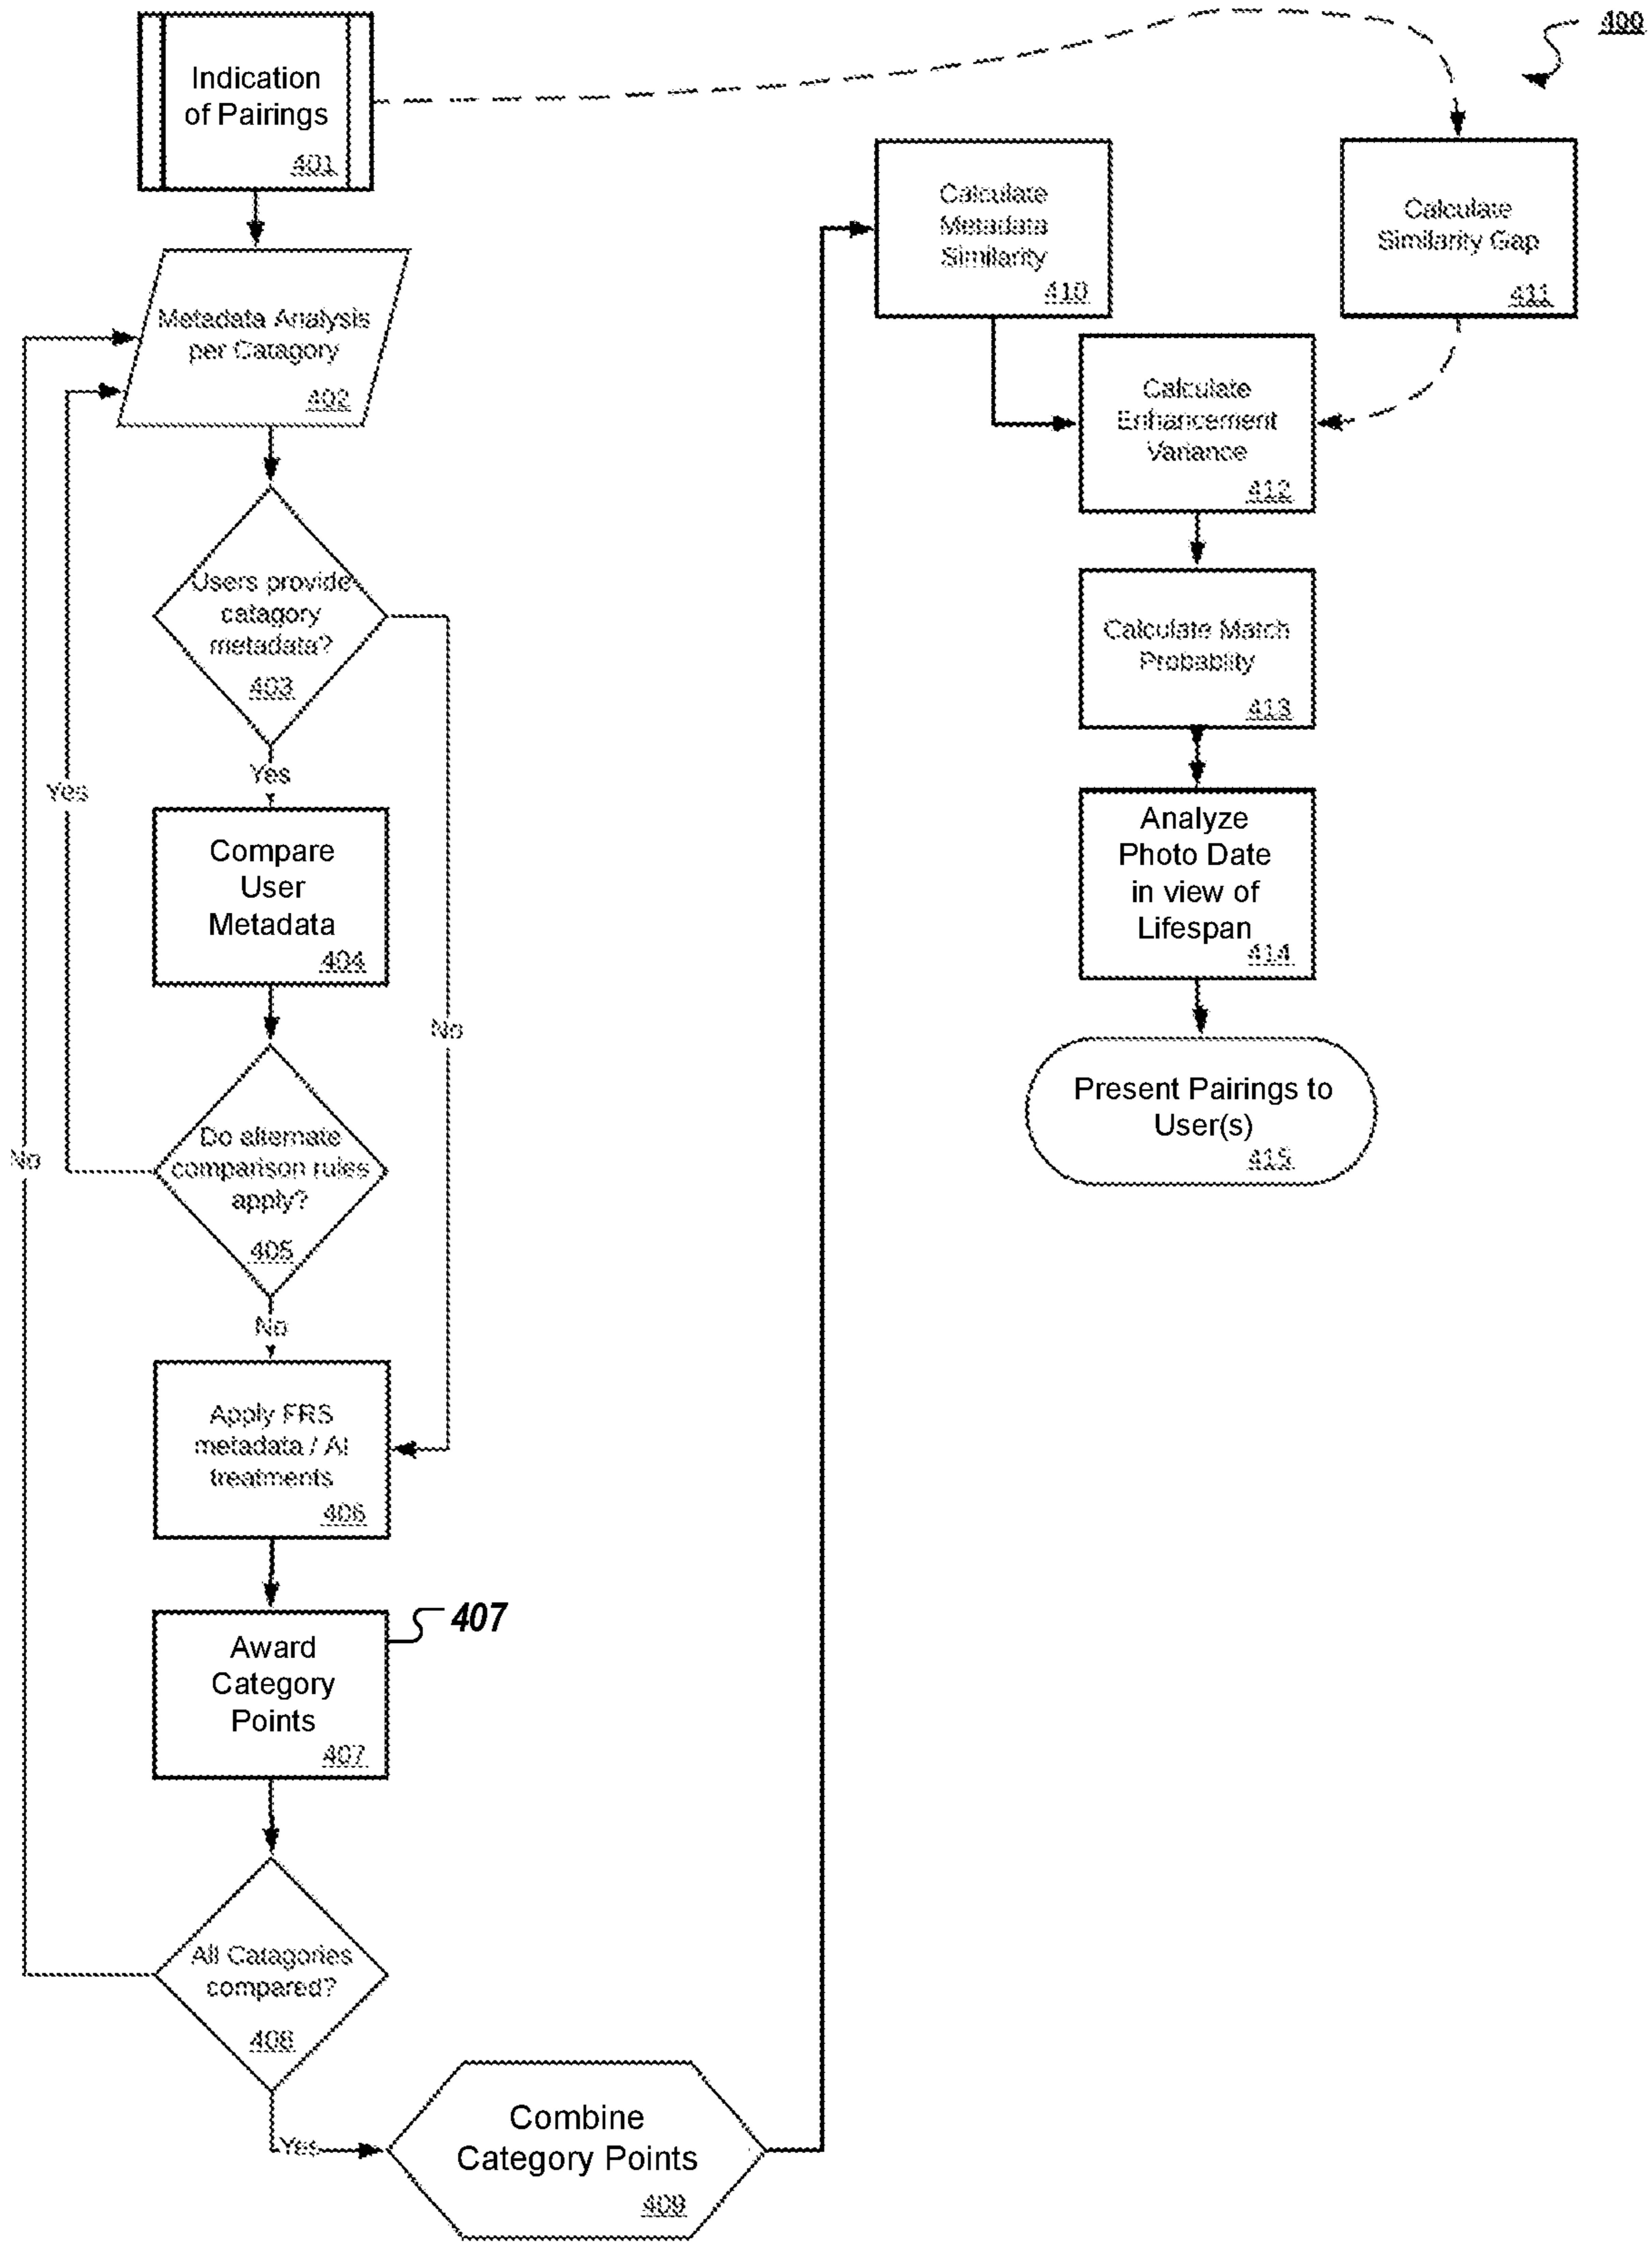 400
Indication
of Pairings
401
Metadata Analysis
per Catagory
402
Users provide
catagory
metadata?
403
Yes
No
Compare
User
Metadata
404
Yes
No
Do alternate
comparison rules
apply?
405
No
Apply FRS
metadata / AI
treatments
406
407
Award
Category
Points
407
All Catagories
compared?
408
Yes
Combine
Category Points
409
Calculate
Metadata
Similarity
410
Calculate
Similarity Gap
411
Calculate
Enhancement
Variance
412
Calculate Match
Probablity
413
Analyze
Photo Date
in view of
Lifespan
414
Present Pairings to
User(s)
415